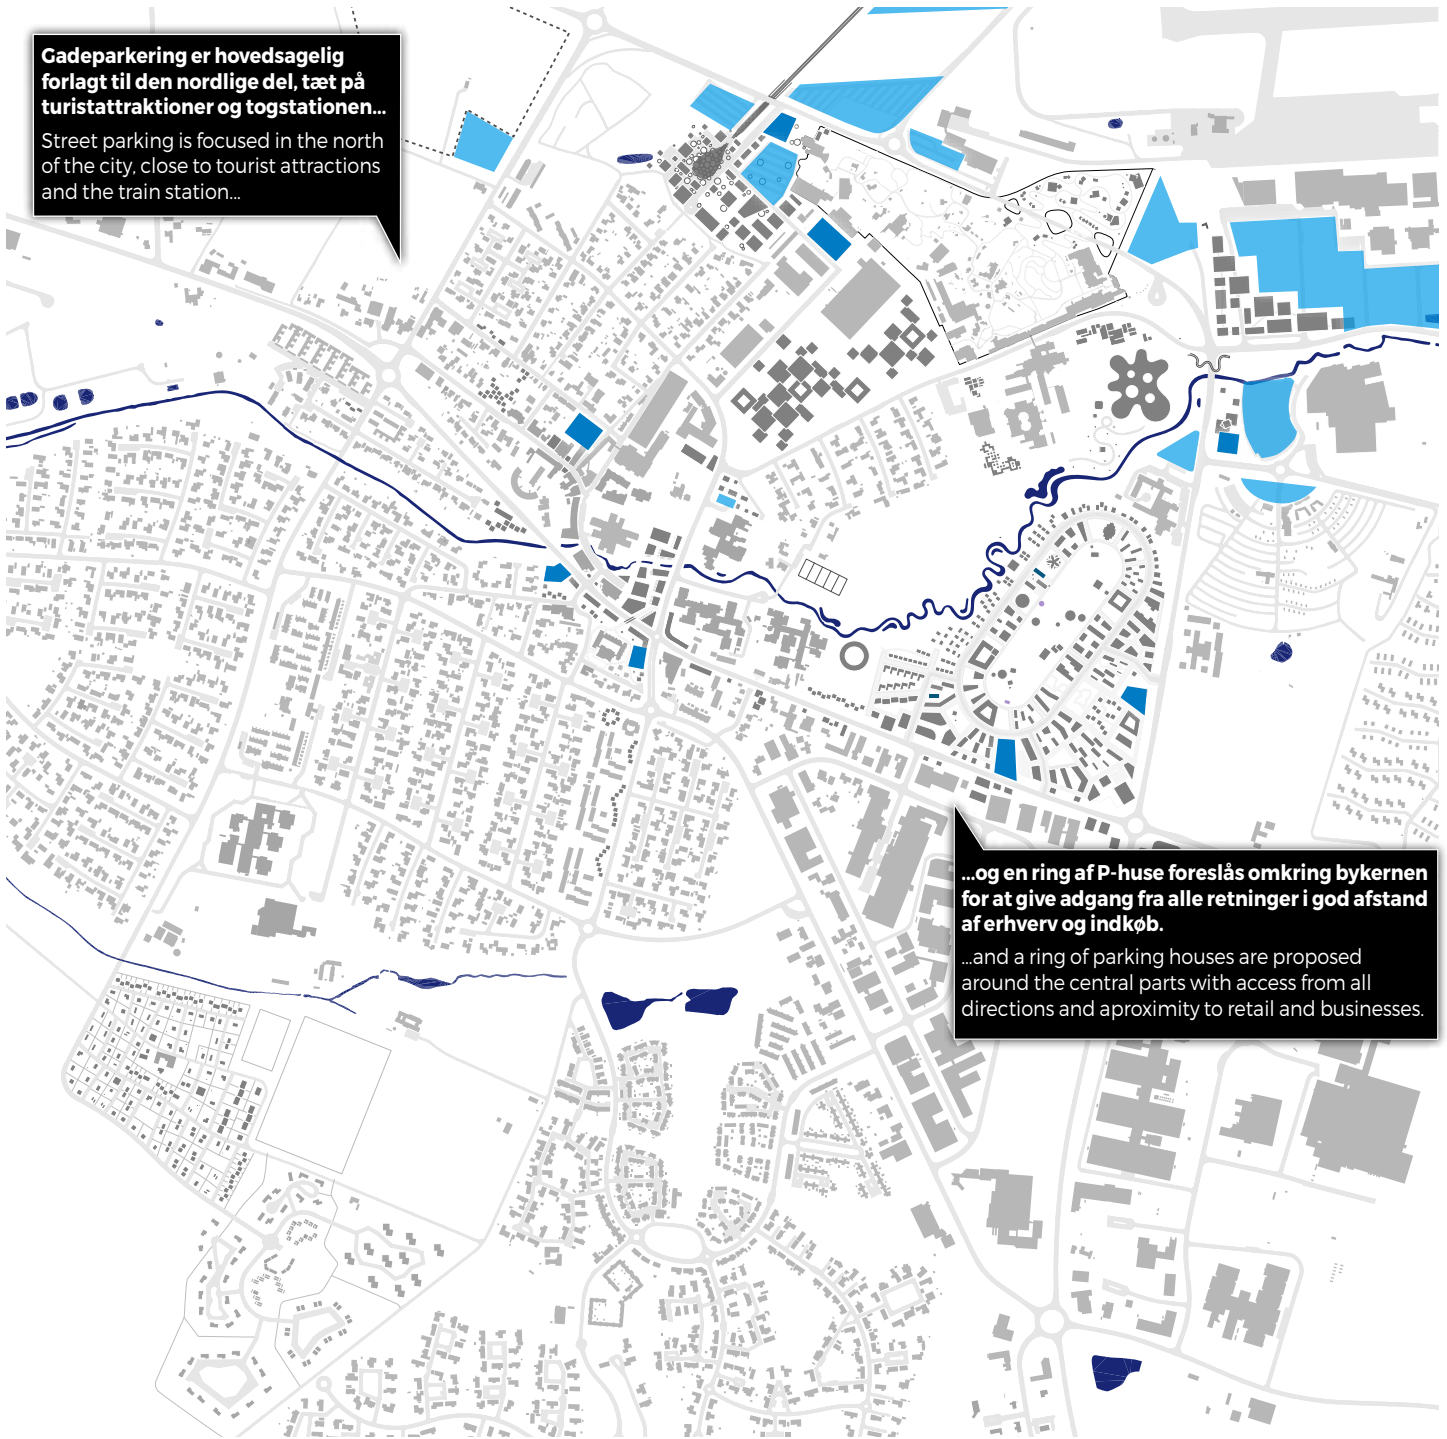 Gadeparkering er hovedsagelig
forlagt til den nordlige del, tæt på
turistattraktioner og togstationen...
Street parking is focused in the north
of the city, close to tourist attractions
and the train station...
...og en ring af P-huse foreslås omkring bykernen
for at give adgang fra alle retninger i god afstand
af erhverv og indkøb.
...and a ring of parking houses are proposed
around the central parts with access from all
directions and aproximity to retail and businesses.